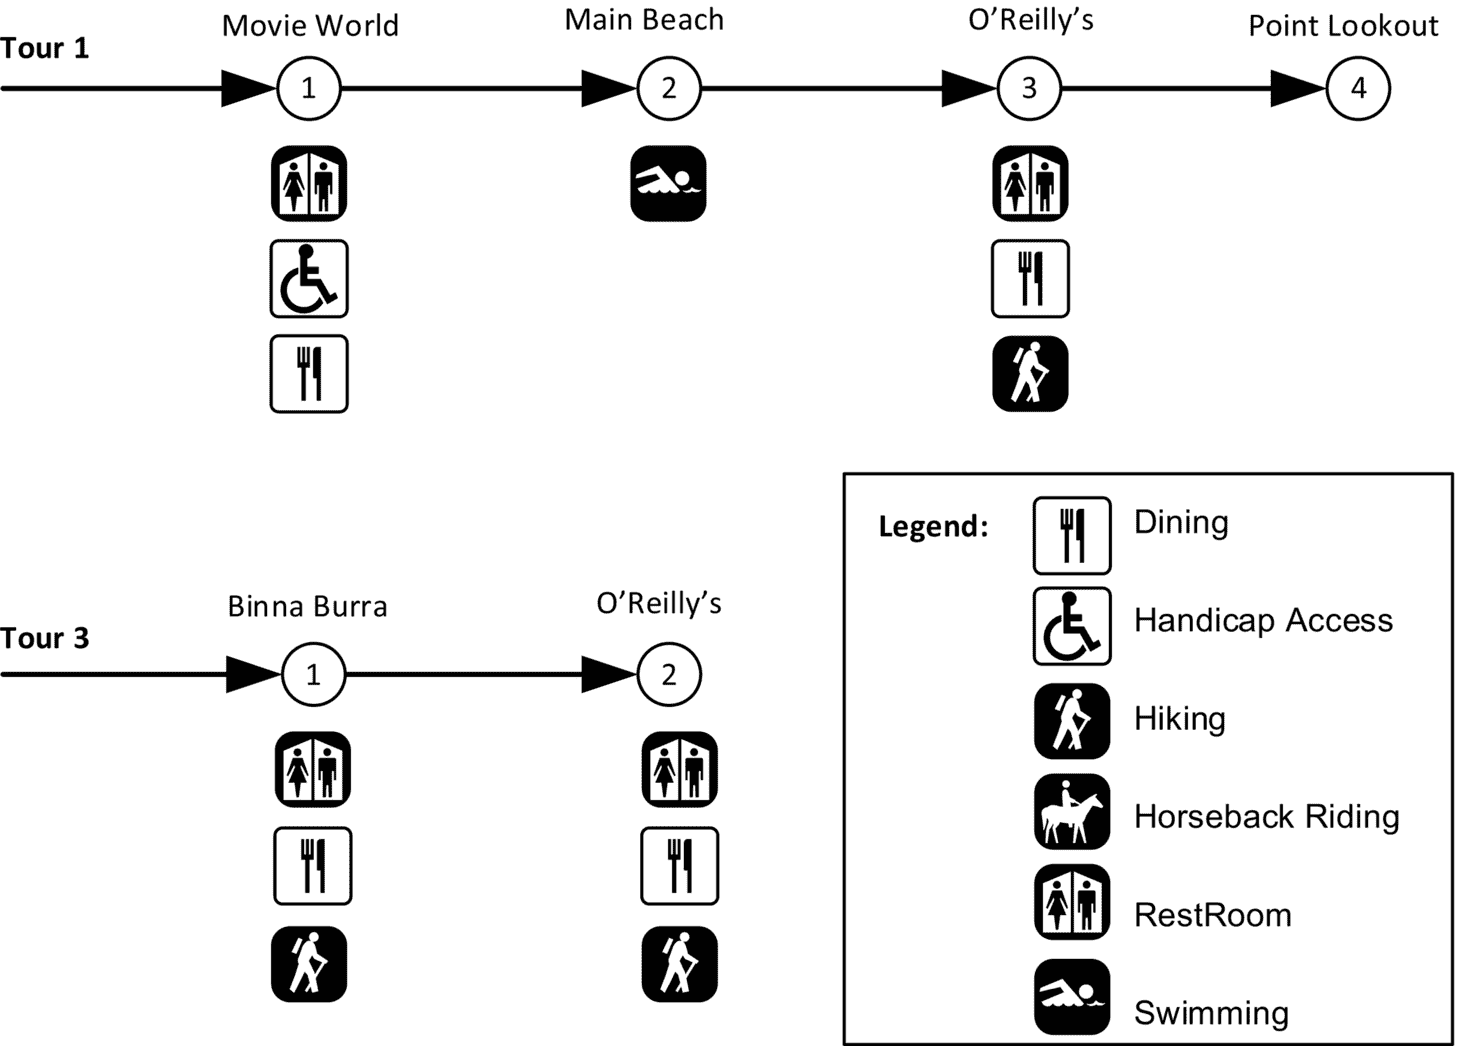 Tour 1
Movie World
Main Beach
O’Reilly’s
Point Lookout
1
2
3
4
Tour 3
Binna Burra
O’Reilly’s
1
2
Legend:
Dining
Handicap Access
Hiking
Horseback Riding
RestRoom
Swimming